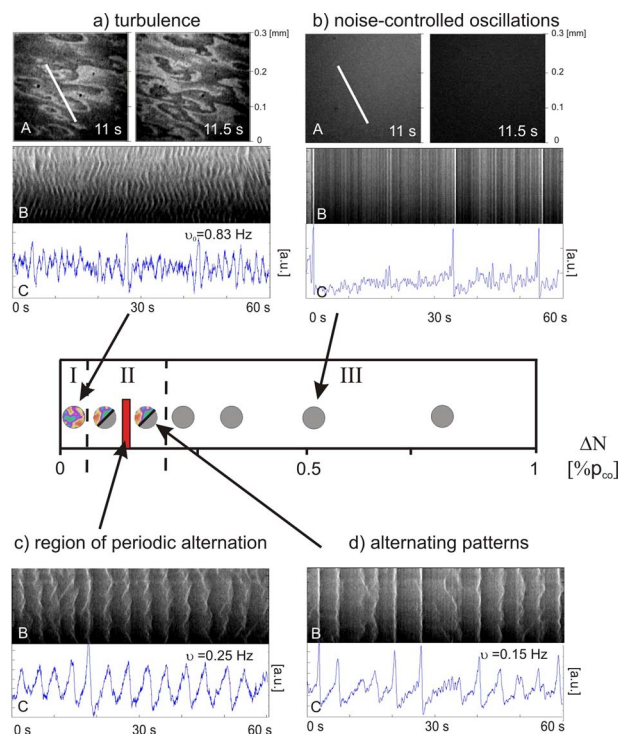 a) turbulence
b) noise-controlled oscillations
0.3 [mm]
0.2
0.1
0
A
11 s
11.5 s
0.3 [mm]
0.2
0.1
0
A
11 s
11.5 s
B
υ₀=0.83 Hz
C
[a.u.]
0 s
30 s
60 s
B
C
[a.u.]
0 s
30 s
60 s
I
II
III
0
0.5
1
ΔN
[%pco]
c) region of periodic alternation
d) alternating patterns
B
υ =0.25 Hz
C
[a.u.]
0 s
30 s
60 s
B
υ =0.15 Hz
C
[a.u.]
0 s
30 s
60 s